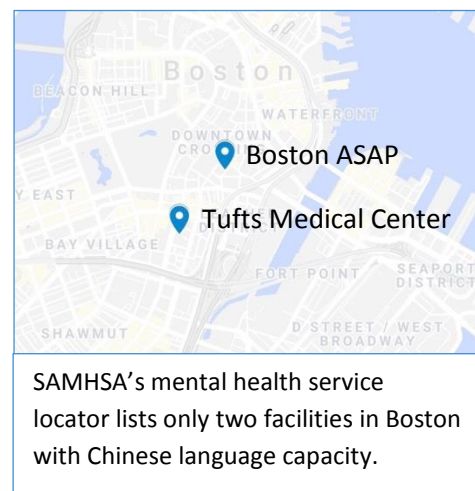 Boston
BEACON HILL
WATERFRONT
DOWNTOWN
Boston ASAP
Y EAST
Tufts Medical Center
BAY VILLAGE
FORT POINT
SEAPORT
DISTRICT
SHAWMUT
D STREET / WEST
BROADWAY
SAMHSA’s mental health service
locator lists only two facilities in Boston
with Chinese language capacity.